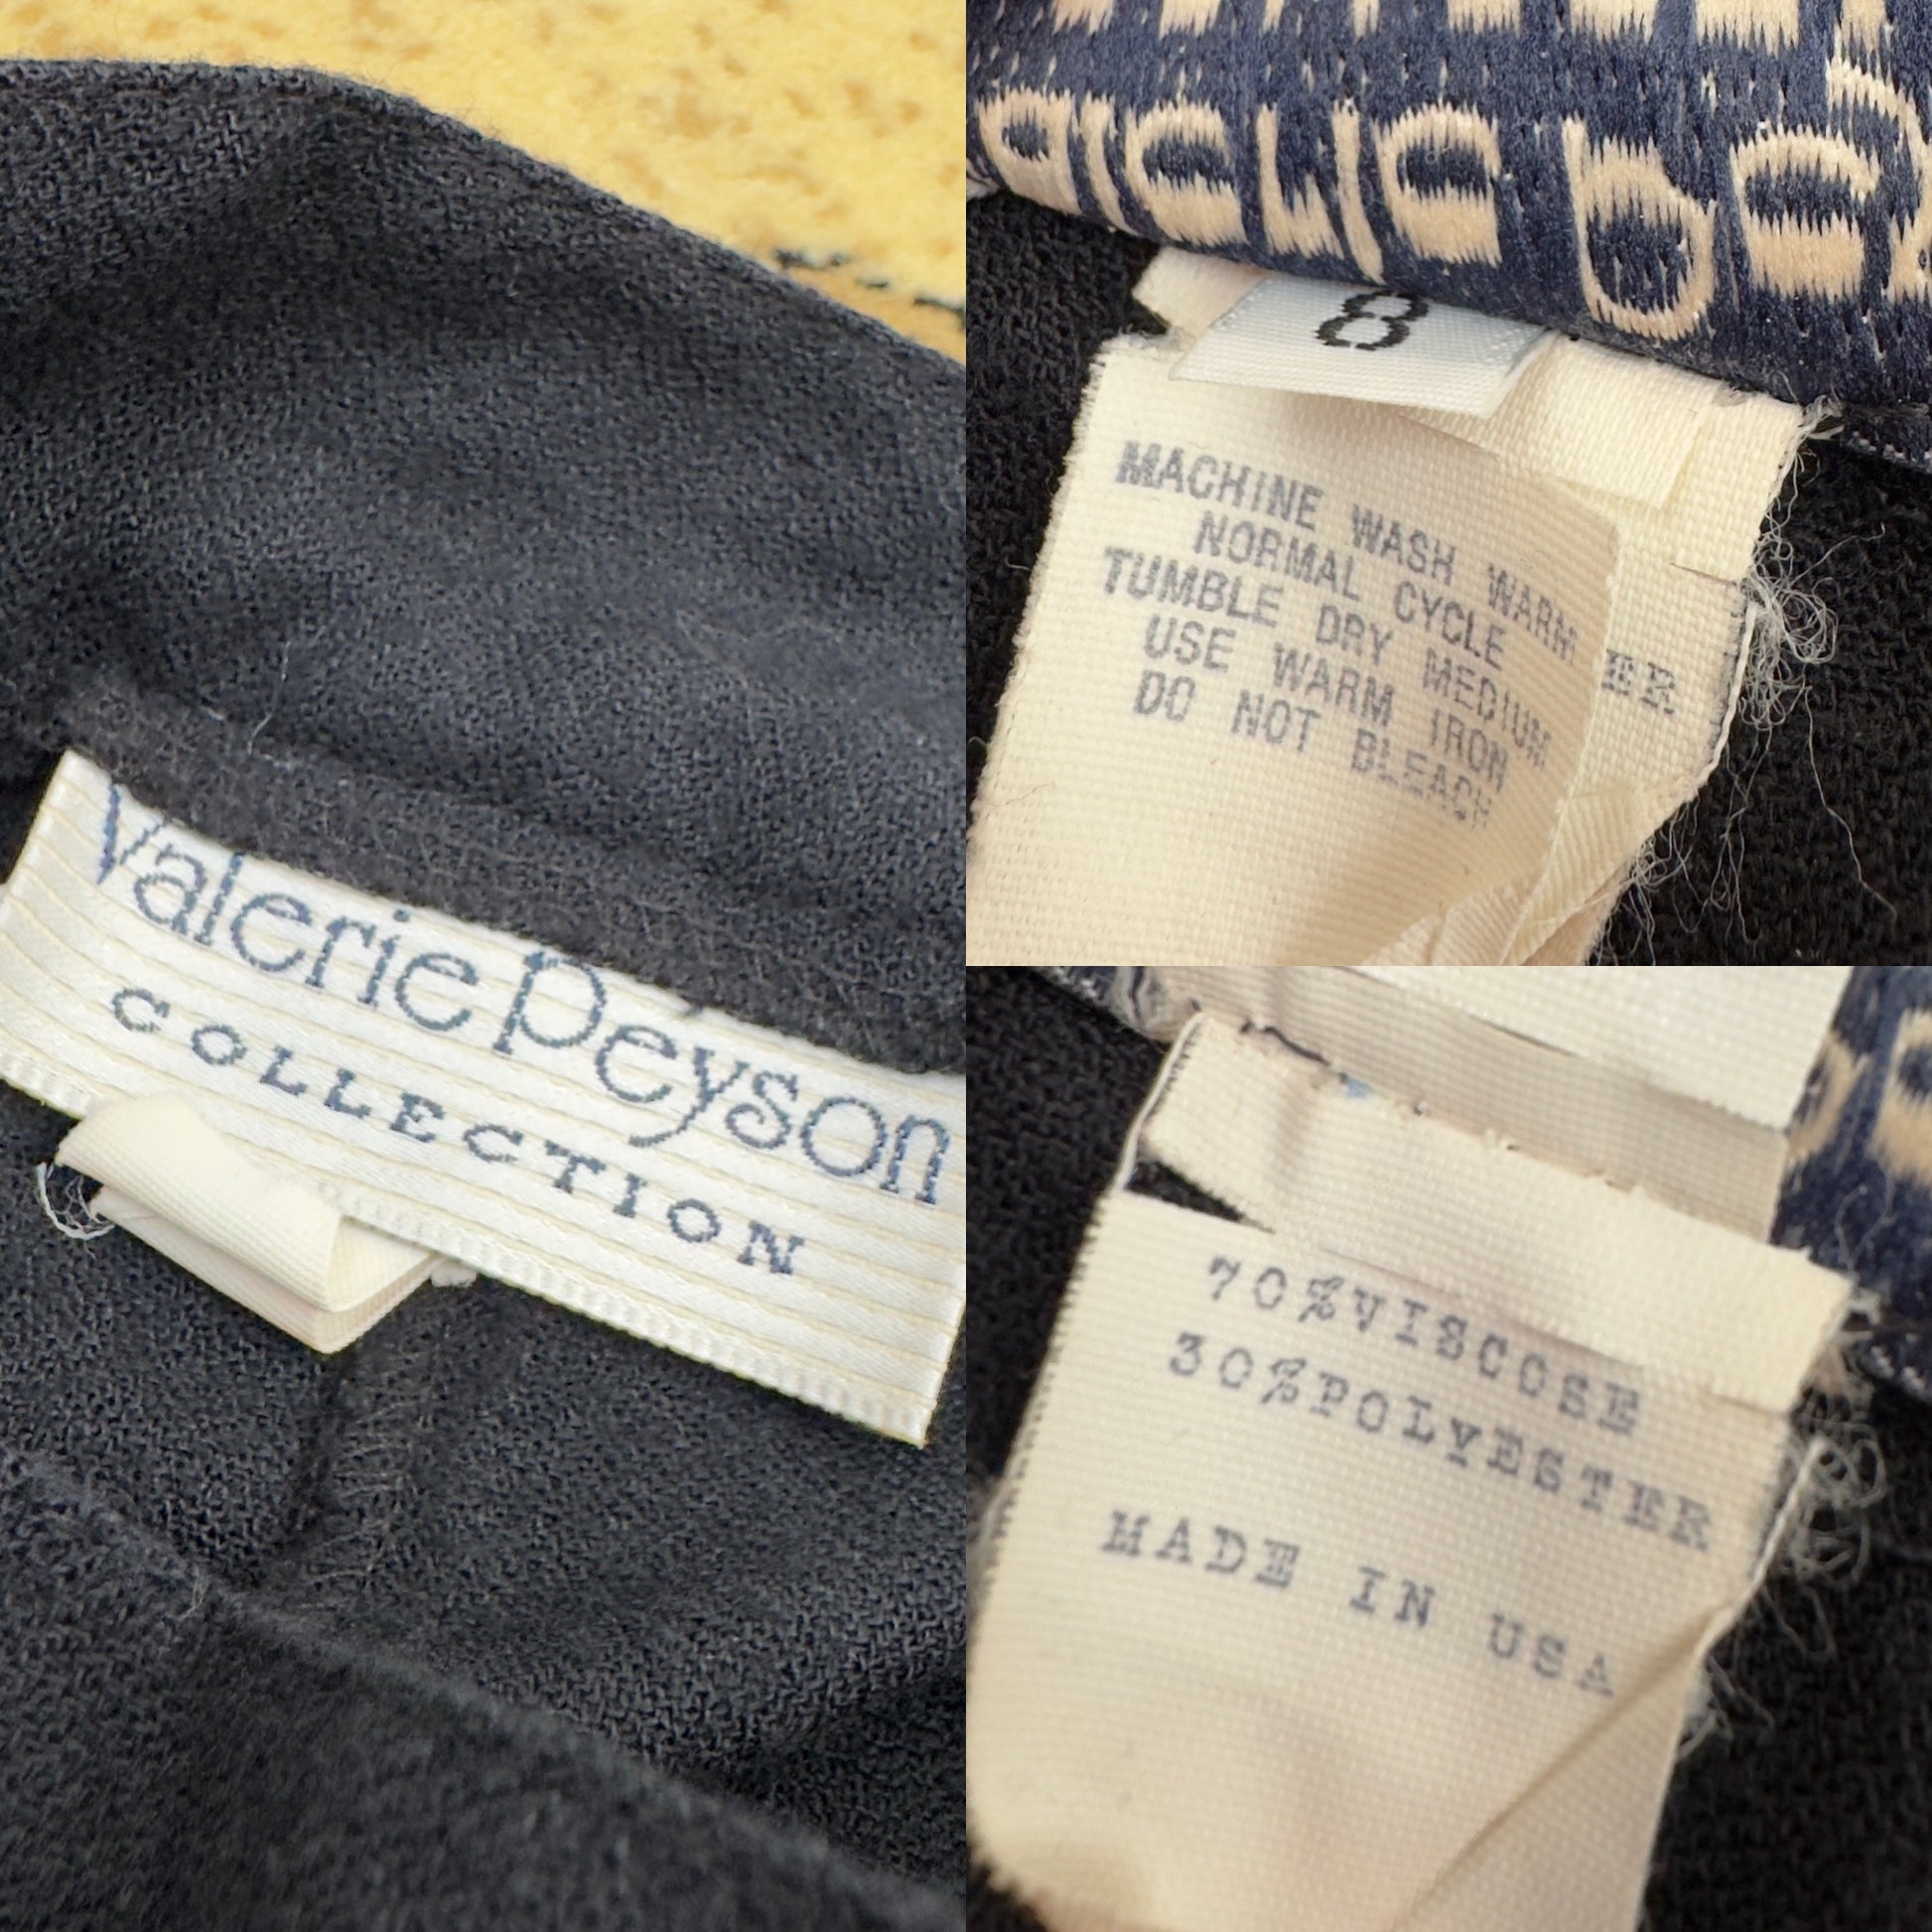 Valerie Peyson
COLLECTION
8
MACHINE WASH WARM
NORMAL CYCLE
TUMBLE DRY MEDIUM
USE WARM IRON
DO NOT BLEACH
ER
70%VISCOSE
30%POLYESTER
MADE IN USA